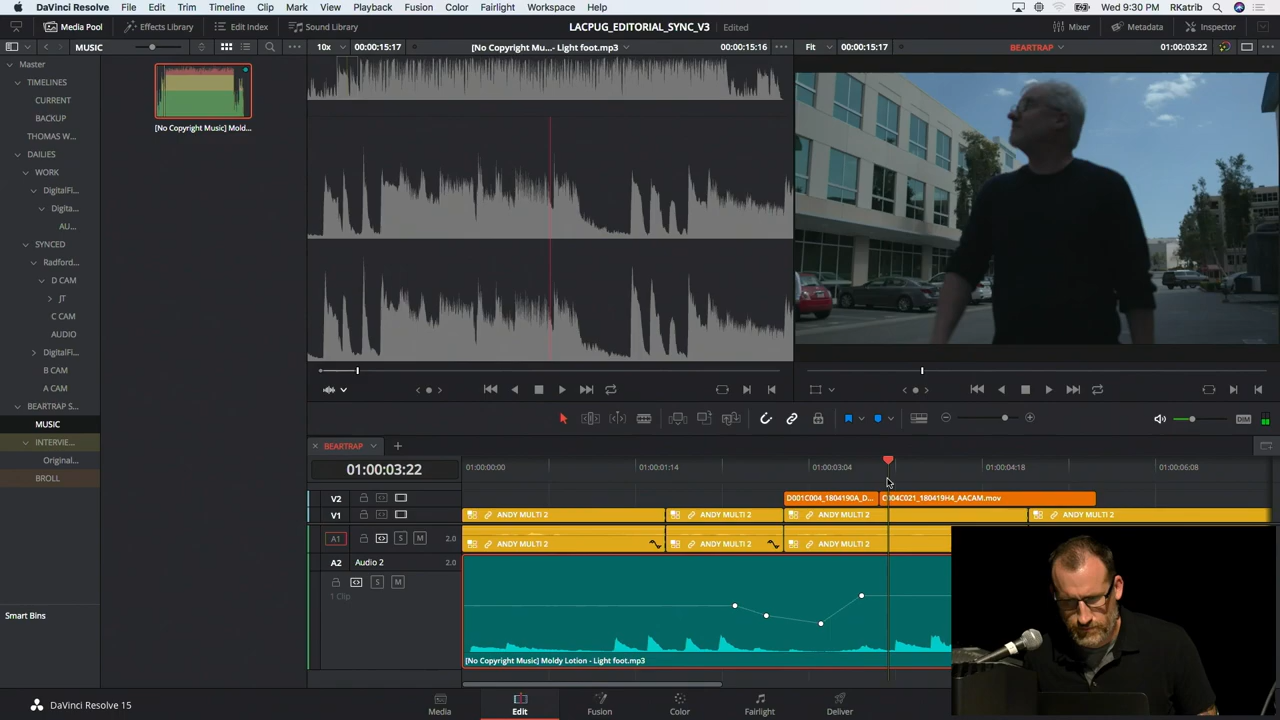 DaVinci Resolve File Edit Trim Timeline Clip Mark View Playback Fusion Color Fairlight Workspace Help Wed 9:30 PM RKatrib
Media Pool Effects Library Edit Index Sound Library LACPUG_EDITORIAL_SYNC_V3 Edited Mixer Metadata Inspector
MUSIC 10x 00:00:15:17 [No Copyright Mu...- Light foot.mp3 00:00:15:16 Fit 00:00:15:17 BEARTRAP 01:00:03:22
Master
TIMELINES
CURRENT
BACKUP
THOMAS W...
DAILIES
WORK
DigitalFi...
Digita...
AU...
SYNCED
Radford...
D CAM
JT
C CAM
AUDIO
DigitalFi...
B CAM
A CAM
BEARTRAP S...
MUSIC
INTERVIE...
Original...
BROLL
Smart Bins
[No Copyright Music] Mold...
DIM
BEARTRAP
01:00:03:22 01:00:00:00 01:00:01:14 01:00:03:04 01:00:04:18 01:00:06:08
V2 D001C004_1804190A_D... C004C021_180419H4_AACAM.mov
V1 ANDY MULTI 2 ANDY MULTI 2 ANDY MULTI 2 ANDY MULTI 2
A1 S M 2.0 ANDY MULTI 2 ANDY MULTI 2 ANDY MULTI 2
A2 Audio 2 2.0
S M
1 Clip
[No Copyright Music] Moldy Lotion - Light foot.mp3
DaVinci Resolve 15 Media Edit Fusion Color Fairlight Deliver